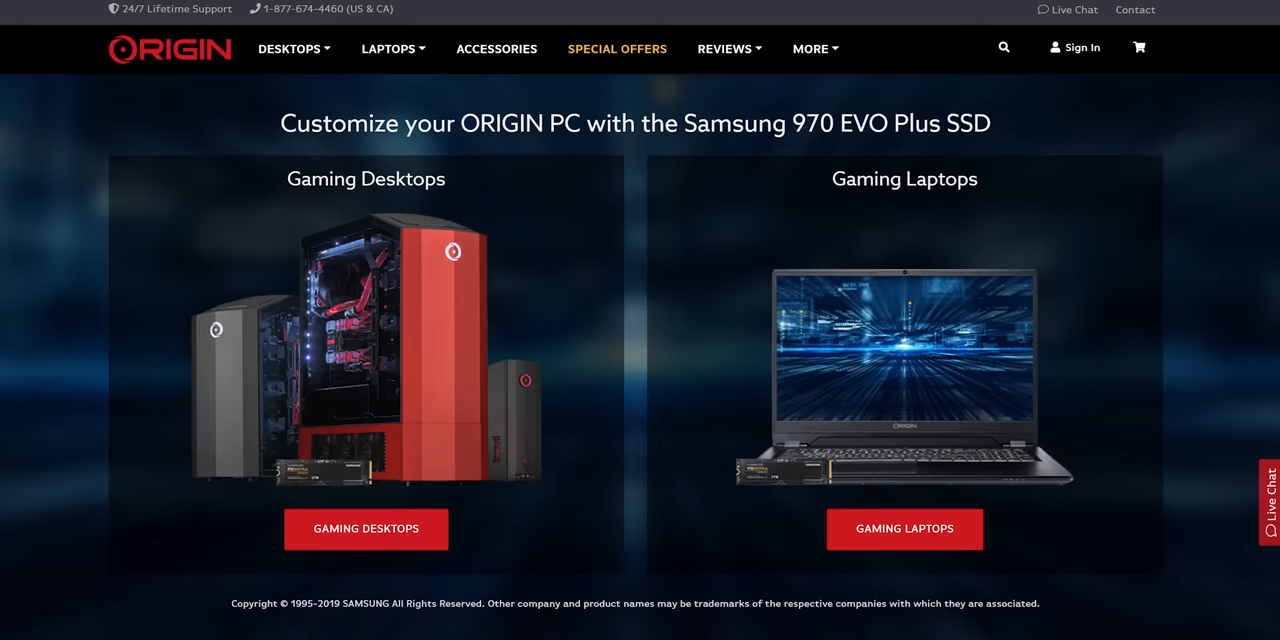 24/7 Lifetime Support
1-877-674-4460 (US & CA)
Live Chat
Contact
ORIGIN
DESKTOPS
LAPTOPS
ACCESSORIES
SPECIAL OFFERS
REVIEWS
MORE
Sign In
Customize your ORIGIN PC with the Samsung 970 EVO Plus SSD
Gaming Desktops
Gaming Laptops
ORIGIN
SAMSUNG
SAMSUNG
GAMING DESKTOPS
GAMING LAPTOPS
Live Chat
Copyright © 1995-2019 SAMSUNG All Rights Reserved. Other company and product names may be trademarks of the respective companies with which they are associated.